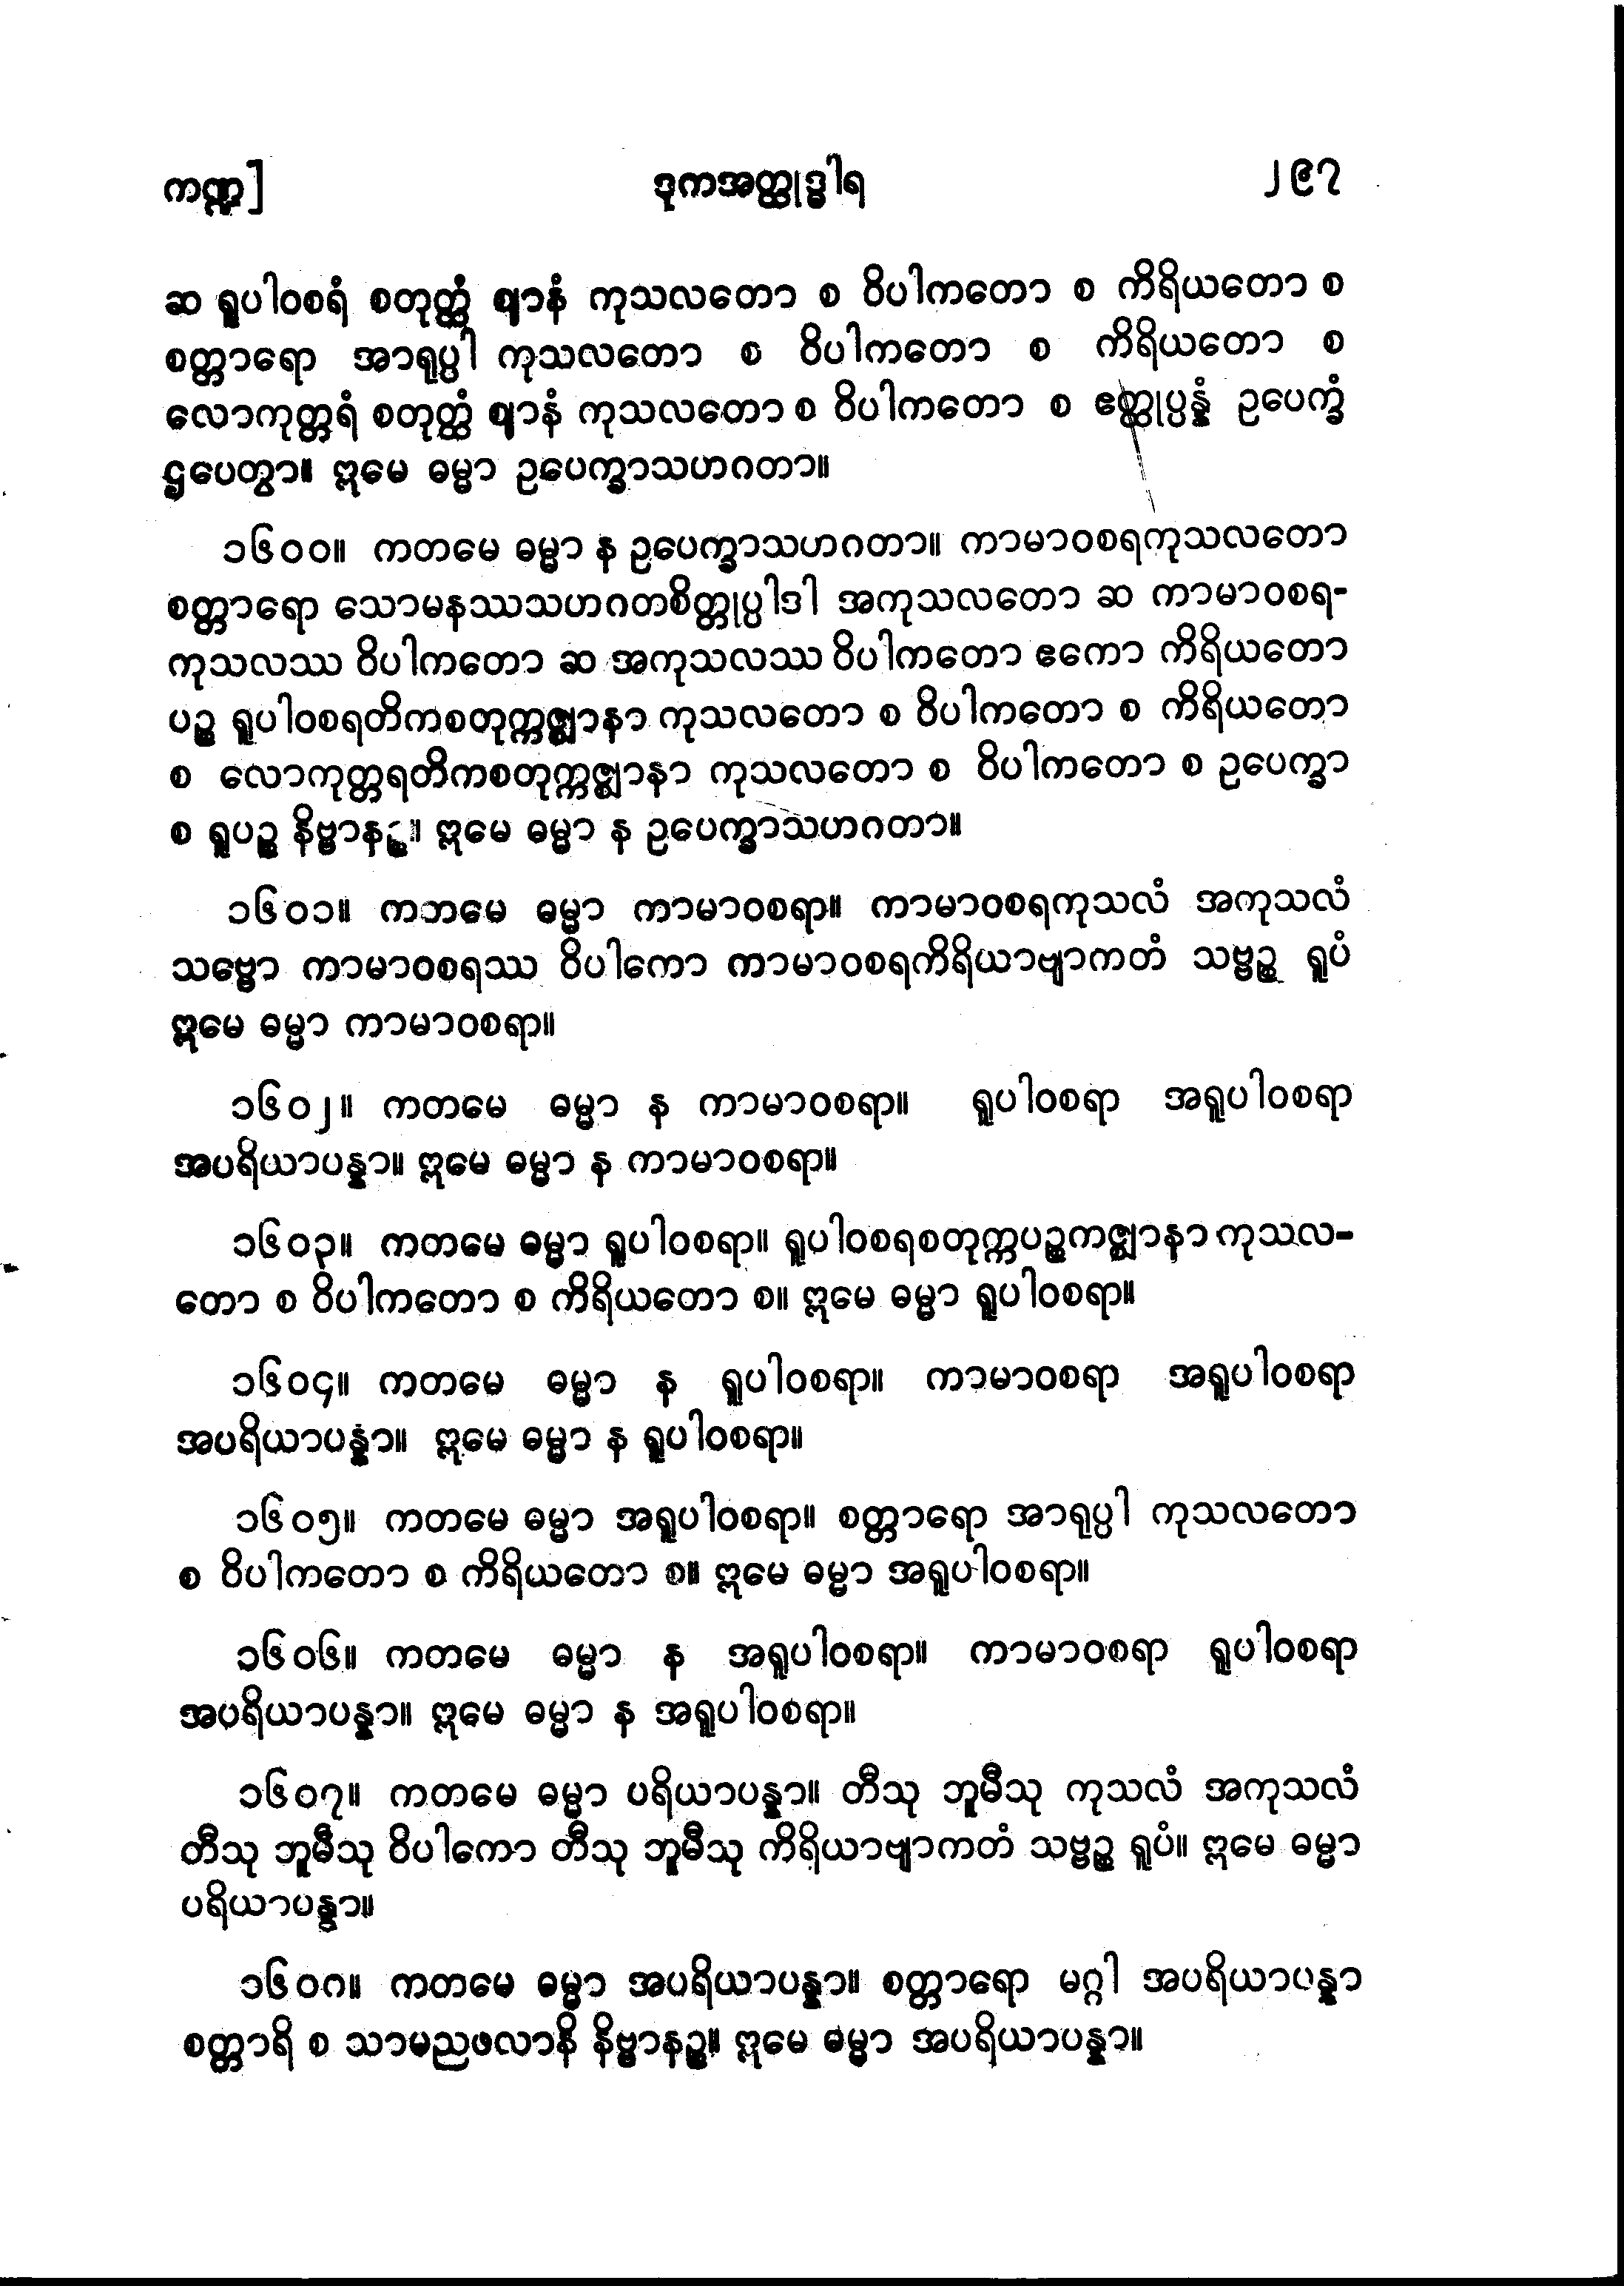 ကဏ္ဍ] ဒုကအတ္ထုဒ္ဓါရ ၂၉၇
ဆ ရူပါဝစရံ စတုတ္ထံ ဈာနံ ကုသလတော စ ဝိပါကတော စ ကိရိယတော စ
စတ္တာရော အာရုပ္ပါ ကုသလတော စ ဝိပါကတော စ ကိရိယတော စ
လောကုတ္တရံ စတုတ္ထံ ဈာနံ ကုသလတော စ ဝိပါကတော စ ဧတ္ထုပ္ပန္နံ ဥပေက္ခံ
ဌပေတွာ။ ဣမေ ဓမ္မာ ဥပေက္ခာသဟဂတာ။
၁၆၀၀။ ကတမေ ဓမ္မာ န ဥပေက္ခာသဟဂတာ။ ကာမာဝစရကုသလတော
စတ္တာရော သောမနဿသဟဂတစိတ္တုပ္ပါဒါ အကုသလတော ဆ ကာမာဝစရ-
ကုသလဿ ဝိပါကတော ဆ အကုသလဿ ဝိပါကတော ဧကော ကိရိယတော
ပဉ္စ ရူပါဝစရတိကစတုက္ကဇ္ဈာနာ ကုသလတော စ ဝိပါကတော စ ကိရိယတော
စ လောကုတ္တရတိကစတုက္ကဇ္ဈာနာ ကုသလတော စ ဝိပါကတော စ ဥပေက္ခာ
စ ရူပဉ္စ နိဗ္ဗာနဉ္စ။ ဣမေ ဓမ္မာ န ဥပေက္ခာသဟဂတာ။
၁၆၀၁။ ကဘမေ ဓမ္မာ ကာမာဝစရာ။ ကာမာဝစရကုသလံ အကုသလံ
သဗ္ဗော ကာမာဝစရဿ ဝိပါကော ကာမာဝစရကိရိယာဗျာကတံ သဗ္ဗဉ္စ ရူပံ
ဣမေ ဓမ္မာ ကာမာဝစရာ။
၁၆၀၂။ ကတမေ ဓမ္မာ န ကာမာဝစရာ။ ရူပါဝစရာ အရူပါဝစရာ
အပရိယာပန္နာ။ ဣမေ ဓမ္မာ န ကာမာဝစရာ။
၁၆၀၃။ ကတမေ ဓမ္မာ ရူပါဝစရာ။ ရူပါဝစရစတုက္ကပဉ္စကဇ္ဈာနာ ကုသလ-
တော စ ဝိပါကတော စ ကိရိယတော စ။ ဣမေ ဓမ္မာ ရူပါဝစရာ။
၁၆၀၄။ ကတမေ ဓမ္မာ န ရူပါဝစရာ။ ကာမာဝစရာ အရူပါဝစရာ
အပရိယာပန္နာ။ ဣမေ ဓမ္မာ န ရူပါဝစရာ။
၁၆၀၅။ ကတမေ ဓမ္မာ အရူပါဝစရာ။ စတ္တာရော အာရုပ္ပါ ကုသလတော
စ ဝိပါကတော စ ကိရိယတော စ။ ဣမေ ဓမ္မာ အရူပါဝစရာ။
၁၆၀၆။ ကတမေ ဓမ္မာ န အရူပါဝစရာ။ ကာမာဝစရာ ရူပါဝစရာ
အပရိယာပန္နာ။ ဣမေ ဓမ္မာ န အရူပါဝစရာ။
၁၆၀၇။ ကတမေ ဓမ္မာ ပရိယာပန္နာ။ တီသု ဘူမီသု ကုသလံ အကုသလံ
တီသု ဘူမီသု ဝိပါကော တီသု ဘူမီသု ကိရိယာဗျာကတံ သဗ္ဗဉ္စ ရူပံ။ ဣမေ ဓမ္မာ
ပရိယာပန္နာ။
၁၆၀ဂ။ ကတမေ ဓမ္မာ အပရိယာပန္နာ။ စတ္တာရော မဂ္ဂါ အပရိယာပန္နာ
စတ္တာရိ စ သာမညဖလာနိ နိဗ္ဗာနဉ္စ။ ဣမေ ဓမ္မာ အပရိယာပန္နာ။